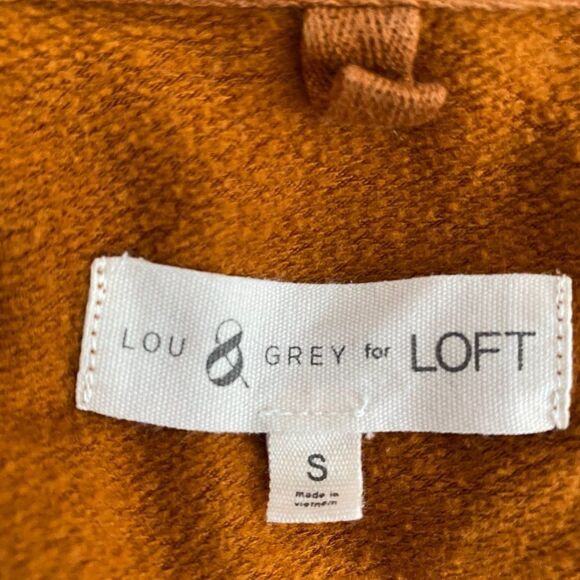 LOU & GREY for LOFT
S
made in
vietnam